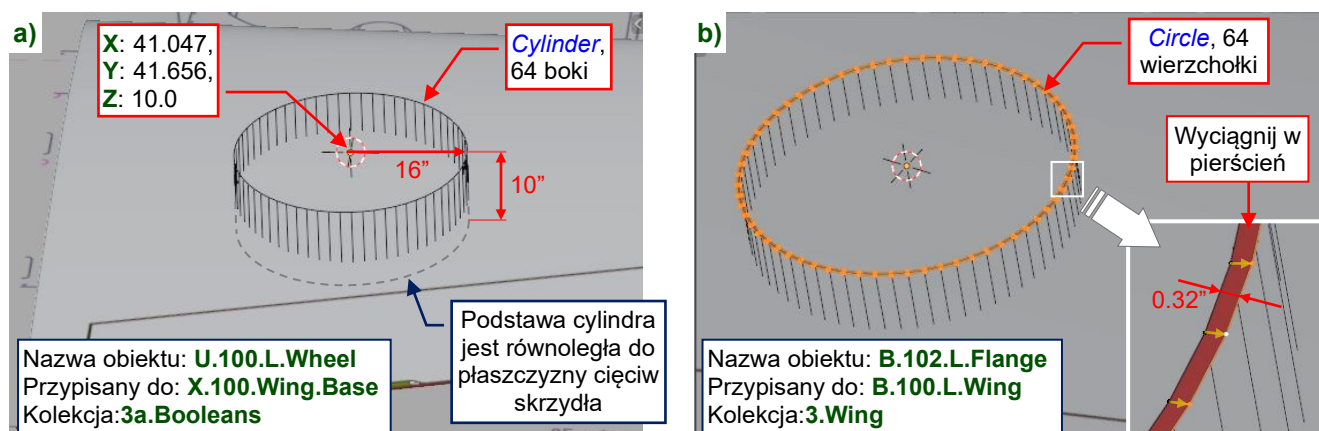 a)
X: 41.047,
Y: 41.656,
Z: 10.0
Cylinder,
64 boki
16”
10”
Podstawa cylindra
jest równoległa do
płaszczyzny cięciw
skrzydła
Nazwa obiektu: U.100.L.Wheel
Przypisany do: X.100.Wing.Base
Kolekcja:3a.Booleans
b)
Circle, 64
wierzchołki
Wyciągnij w
pierścień
0.32”
Nazwa obiektu: B.102.L.Flange
Przypisany do: B.100.L.Wing
Kolekcja:3.Wing